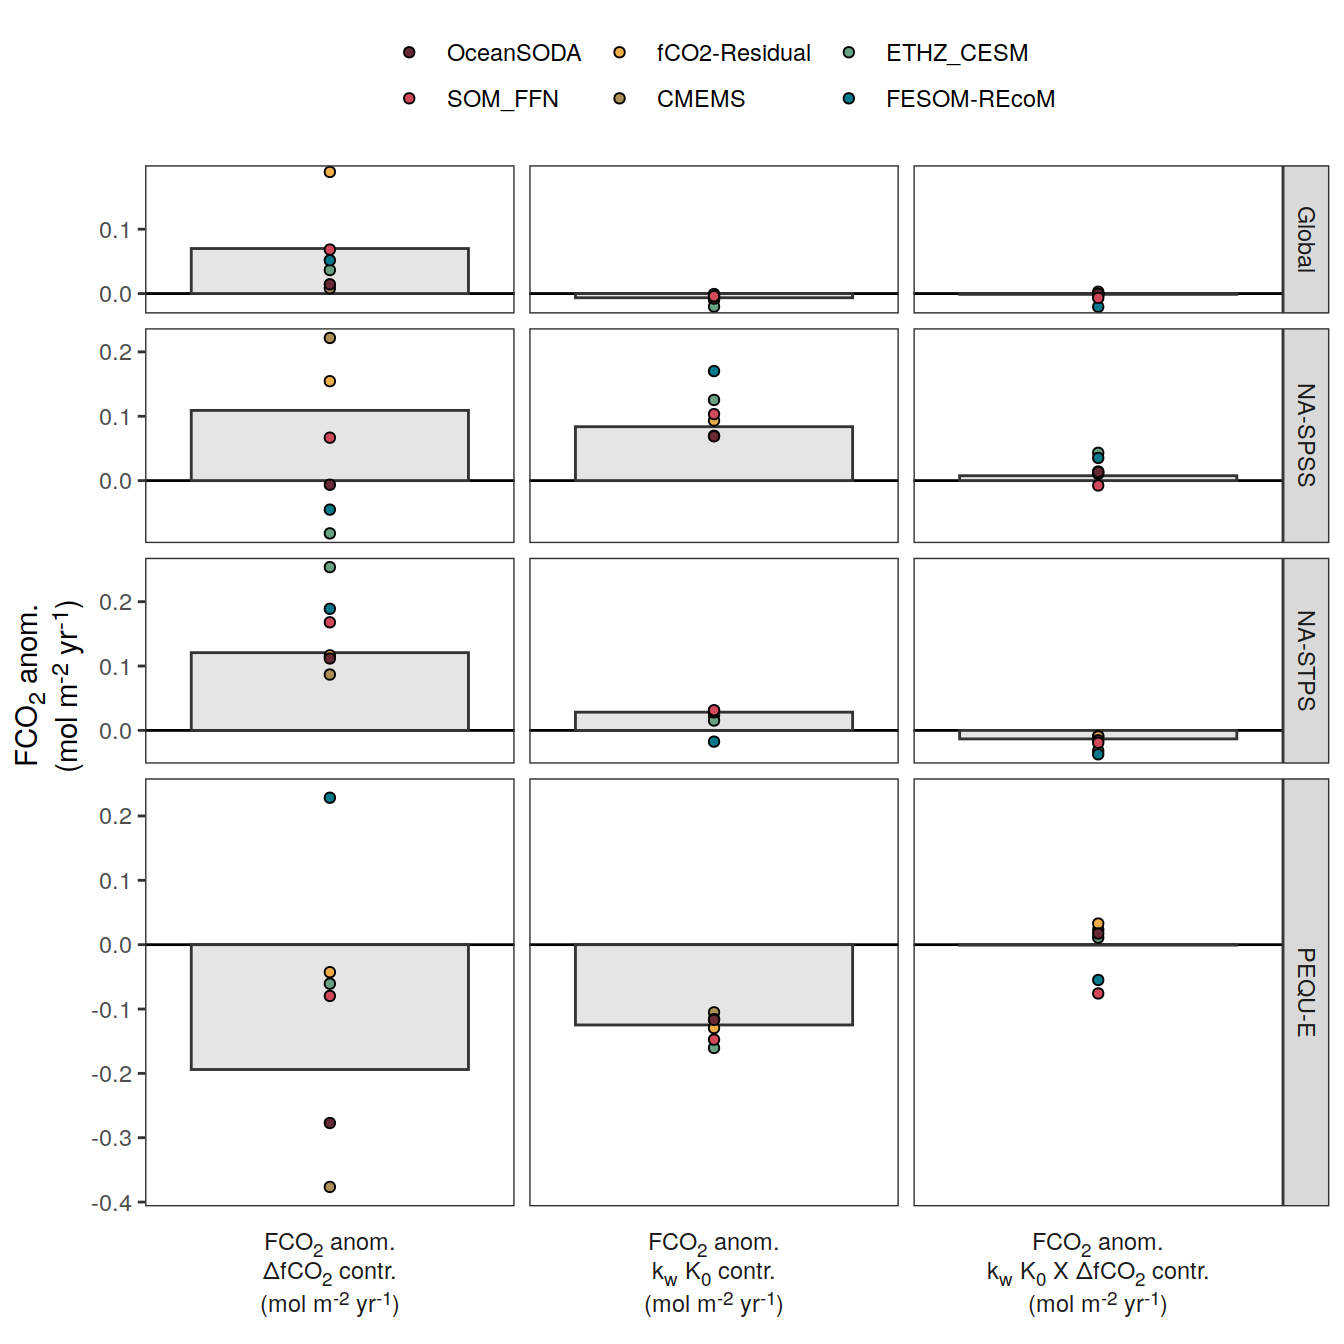 OceanSODA fCO2-Residual ETHZ_CESM
SOM_FFN CMEMS FESOM-REcoM
FCO2 anom.
(mol m-2 yr-1)
0.1
0.0
Global
0.2
0.1
0.0
NA-SPSS
0.2
0.1
0.0
NA-STPS
0.2
0.1
0.0
-0.1
-0.2
-0.3
-0.4
PEQU-E
FCO2 anom.
ΔfCO2 contr.
(mol m-2 yr-1)
FCO2 anom.
kw K0 contr.
(mol m-2 yr-1)
FCO2 anom.
kw K0 X ΔfCO2 contr.
(mol m-2 yr-1)